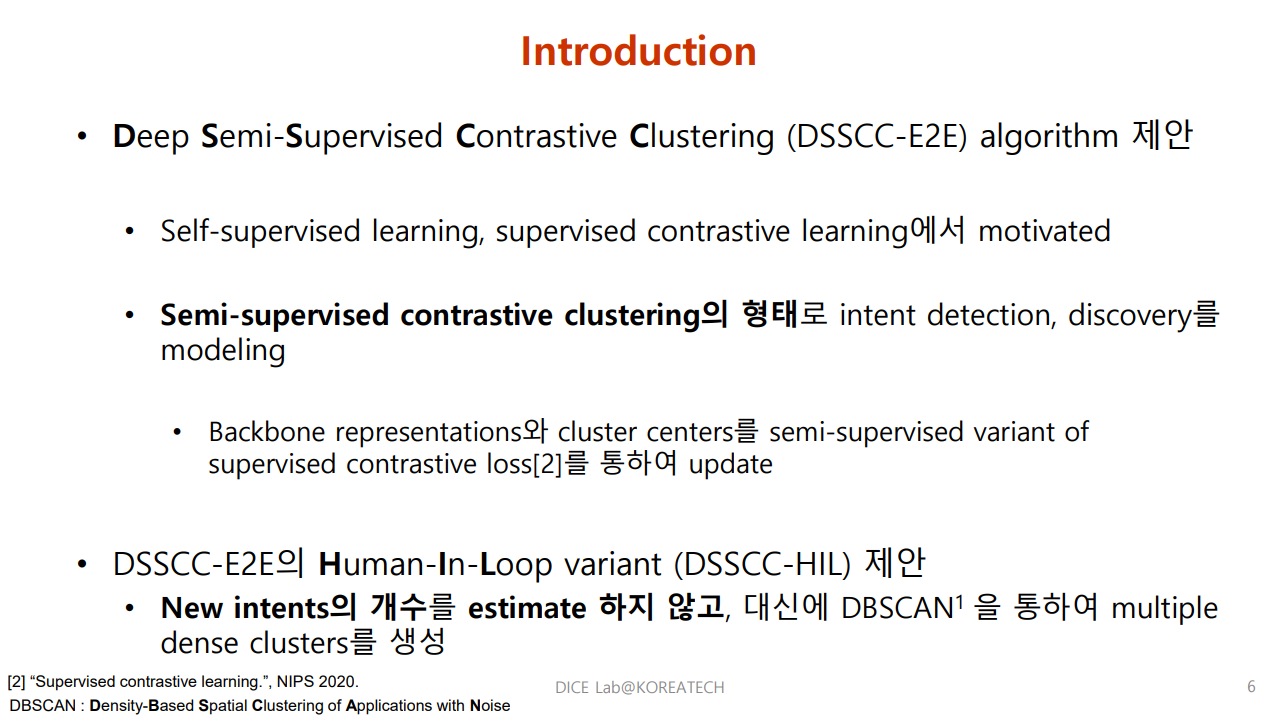 Introduction
• Deep Semi-Supervised Contrastive Clustering (DSSCC-E2E) algorithm 제안
• Self-supervised learning, supervised contrastive learning에서 motivated
• Semi-supervised contrastive clustering의 형태로 intent detection, discovery를
modeling
• Backbone representations와 cluster centers를 semi-supervised variant of
supervised contrastive loss[2]를 통하여 update
• DSSCC-E2E의 Human-In-Loop variant (DSSCC-HIL) 제안
• New intents의 개수를 estimate 하지 않고, 대신에 DBSCAN¹ 을 통하여 multiple
dense clusters를 생성
[2] “Supervised contrastive learning.”, NIPS 2020.
DBSCAN : Density-Based Spatial Clustering of Applications with Noise
DICE Lab@KOREATECH
6